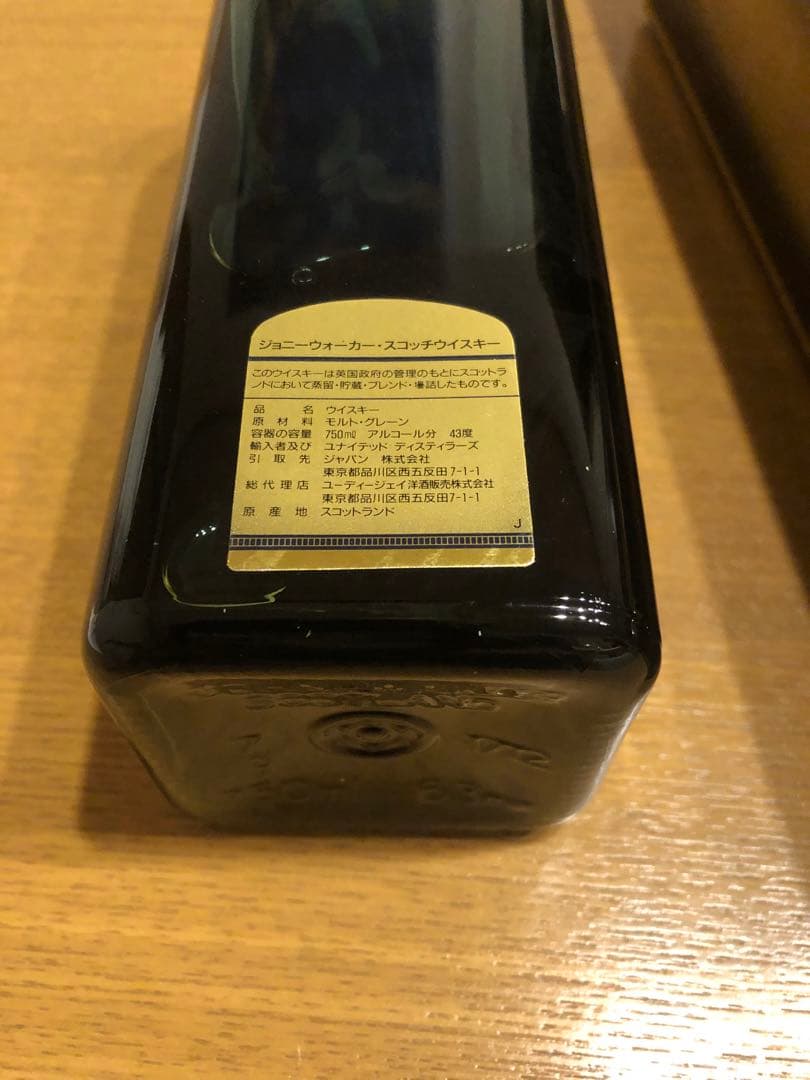 ジョニーウォーカー・スコッチウイスキー
このウイスキーは英国政府の管理のもとにスコットラ
ンドにおいて蒸留・貯蔵・ブレンド・壜詰したものです。
品名 ウイスキー
原材料 モルト・グレーン
容器の容量 750㎖ アルコール分 43度
輸入者及び ユナイテッド ディスティラーズ
引取先 ジャパン 株式会社
東京都品川区西五反田7-1-1
総代理店 ユーディージェイ洋酒販売株式会社
東京都品川区西五反田7-1-1
原産地 スコットランド
J
SCOTLAND